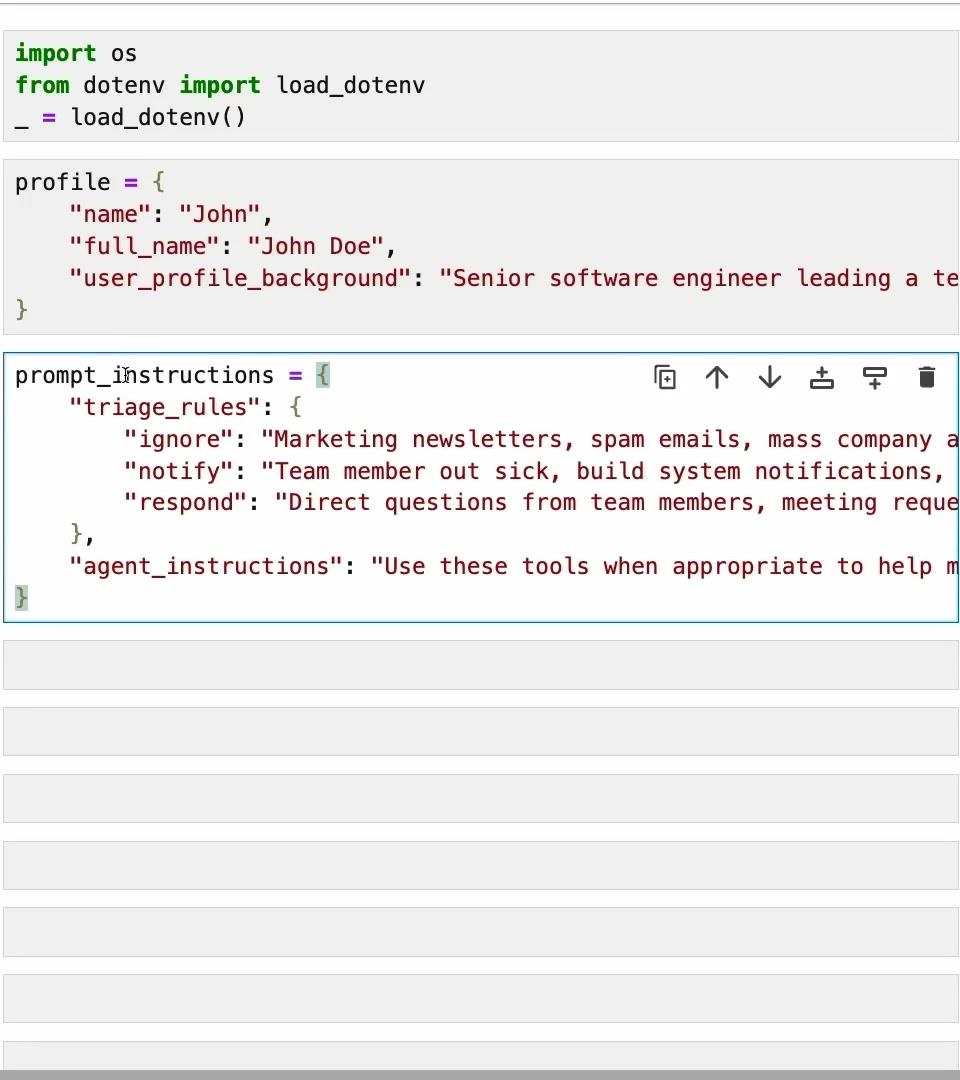 import os
from dotenv import load_dotenv
_ = load_dotenv()
profile = {
    "name": "John",
    "full_name": "John Doe",
    "user_profile_background": "Senior software engineer leading a te
}
prompt_instructions = {
    "triage_rules": {
        "ignore": "Marketing newsletters, spam emails, mass company a
        "notify": "Team member out sick, build system notifications,
        "respond": "Direct questions from team members, meeting reque
    },
    "agent_instructions": "Use these tools when appropriate to help m
}